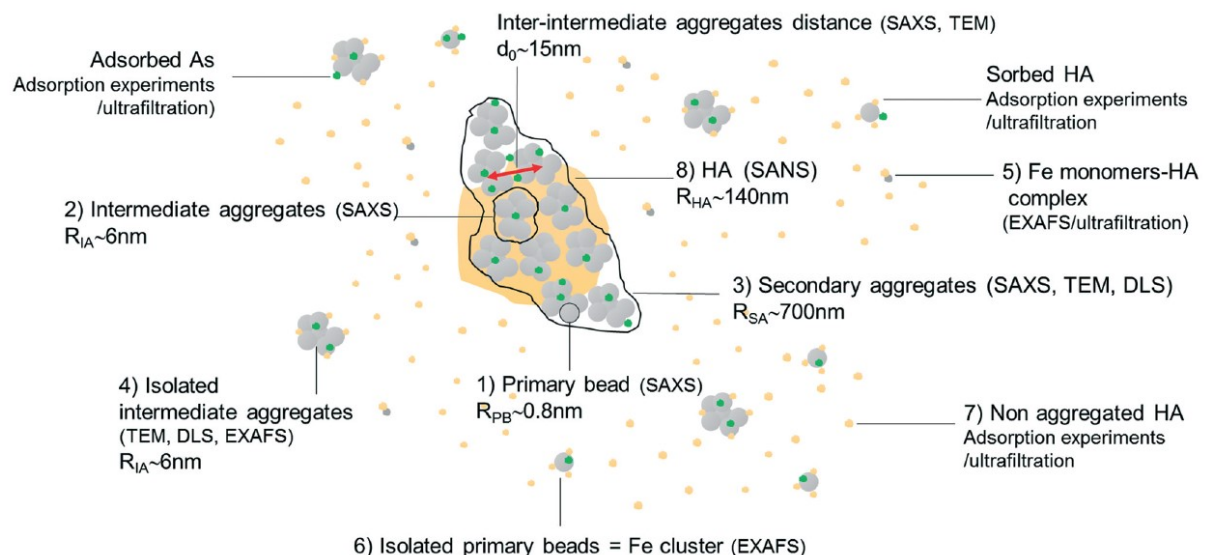 Inter-intermediate aggregates distance (SAXS, TEM)
d₀~15nm
Adsorbed As
Adsorption experiments
/ultrafiltration)
Sorbed HA
Adsorption experiments
/ultrafiltration
8) HA (SANS)
R_HA~140nm
5) Fe monomers-HA
complex
(EXAFS/ultrafiltration)
2) Intermediate aggregates (SAXS)
R_IA~6nm
3) Secondary aggregates (SAXS, TEM, DLS)
R_SA~700nm
4) Isolated
intermediate aggregates
(TEM, DLS, EXAFS)
R_IA~6nm
1) Primary bead (SAXS)
R_PB~0.8nm
7) Non aggregated HA
Adsorption experiments
/ultrafiltration
6) Isolated primary beads = Fe cluster (EXAFS)